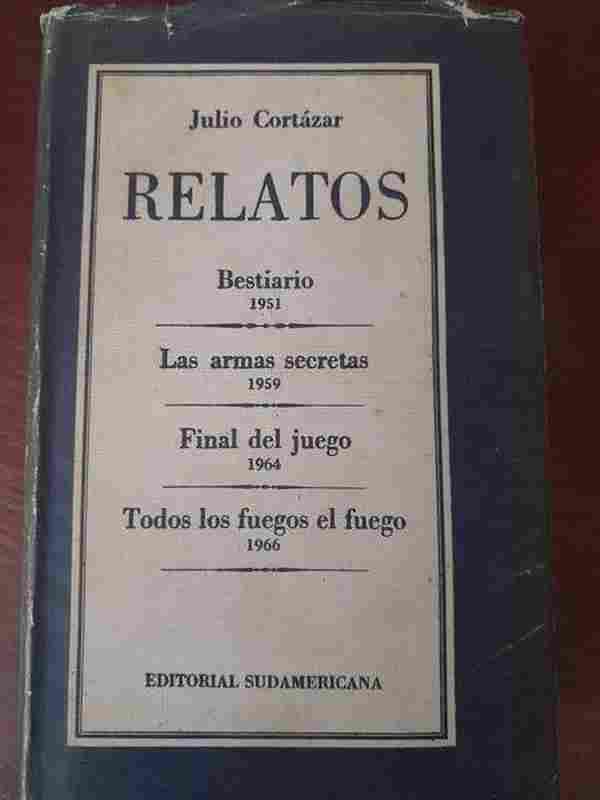 Julio Cortázar
RELATOS
Bestiario
1951
Las armas secretas
1959
Final del juego
1964
Todos los fuegos el fuego
1966
EDITORIAL SUDAMERICANA